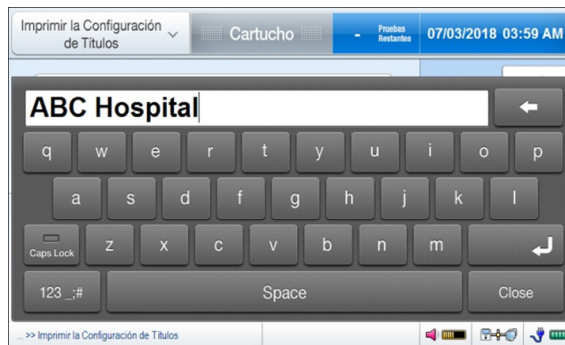 Imprimir la Configuración de Títulos
Cartucho
- Pruebas Restantes
07/03/2018 03:59 AM
ABC Hospital
q w e r t y u i o p
a s d f g h j k l
Caps Lock z x c v b n m
123 _;# Space Close
... >> Imprimir la Configuración de Títulos